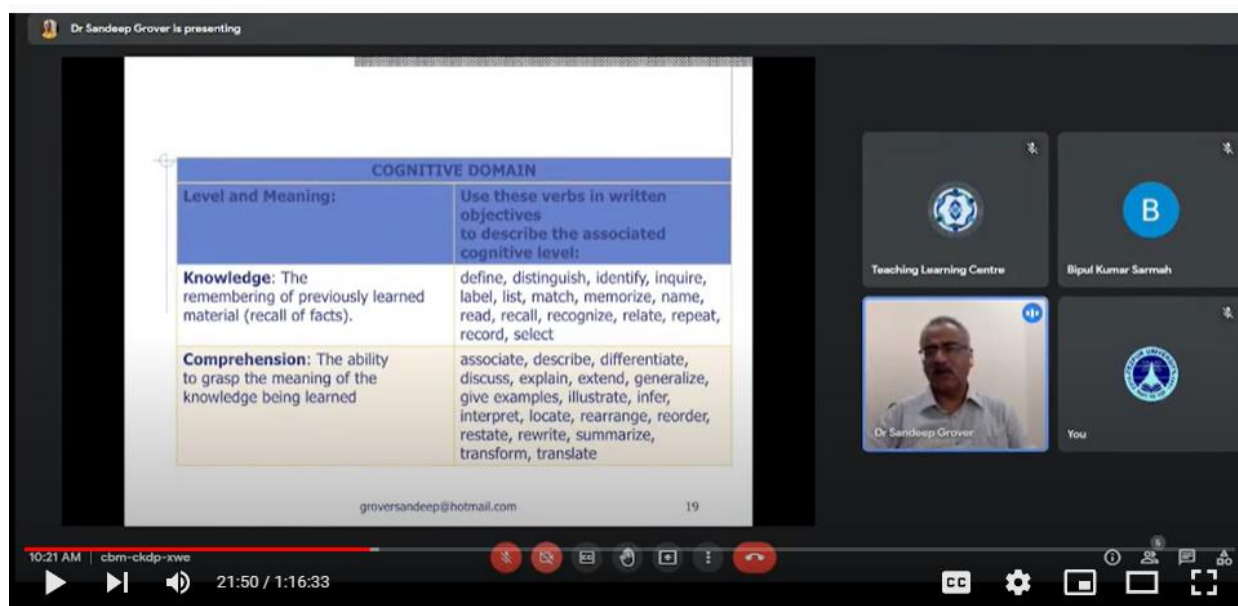 Dr Sandeep Grover is presenting
COGNITIVE DOMAIN
Level and Meaning:
Use these verbs in written
objectives
to describe the associated
cognitive level:
Knowledge: The
remembering of previously learned
material (recall of facts).
define, distinguish, identify, inquire,
label, list, match, memorize, name,
read, recall, recognize, relate, repeat,
record, select
Comprehension: The ability
to grasp the meaning of the
knowledge being learned
associate, describe, differentiate,
discuss, explain, extend, generalize,
give examples, illustrate, infer,
interpret, locate, rearrange, reorder,
restate, rewrite, summarize,
transform, translate
groversandeep@hotmail.com
19
Teaching Learning Centre
B
Bipul Kumar Sarmah
Dr Sandeep Grover
You
10:21 AM | cbm-ckdp-xwe
21:50 / 1:16:33
CC